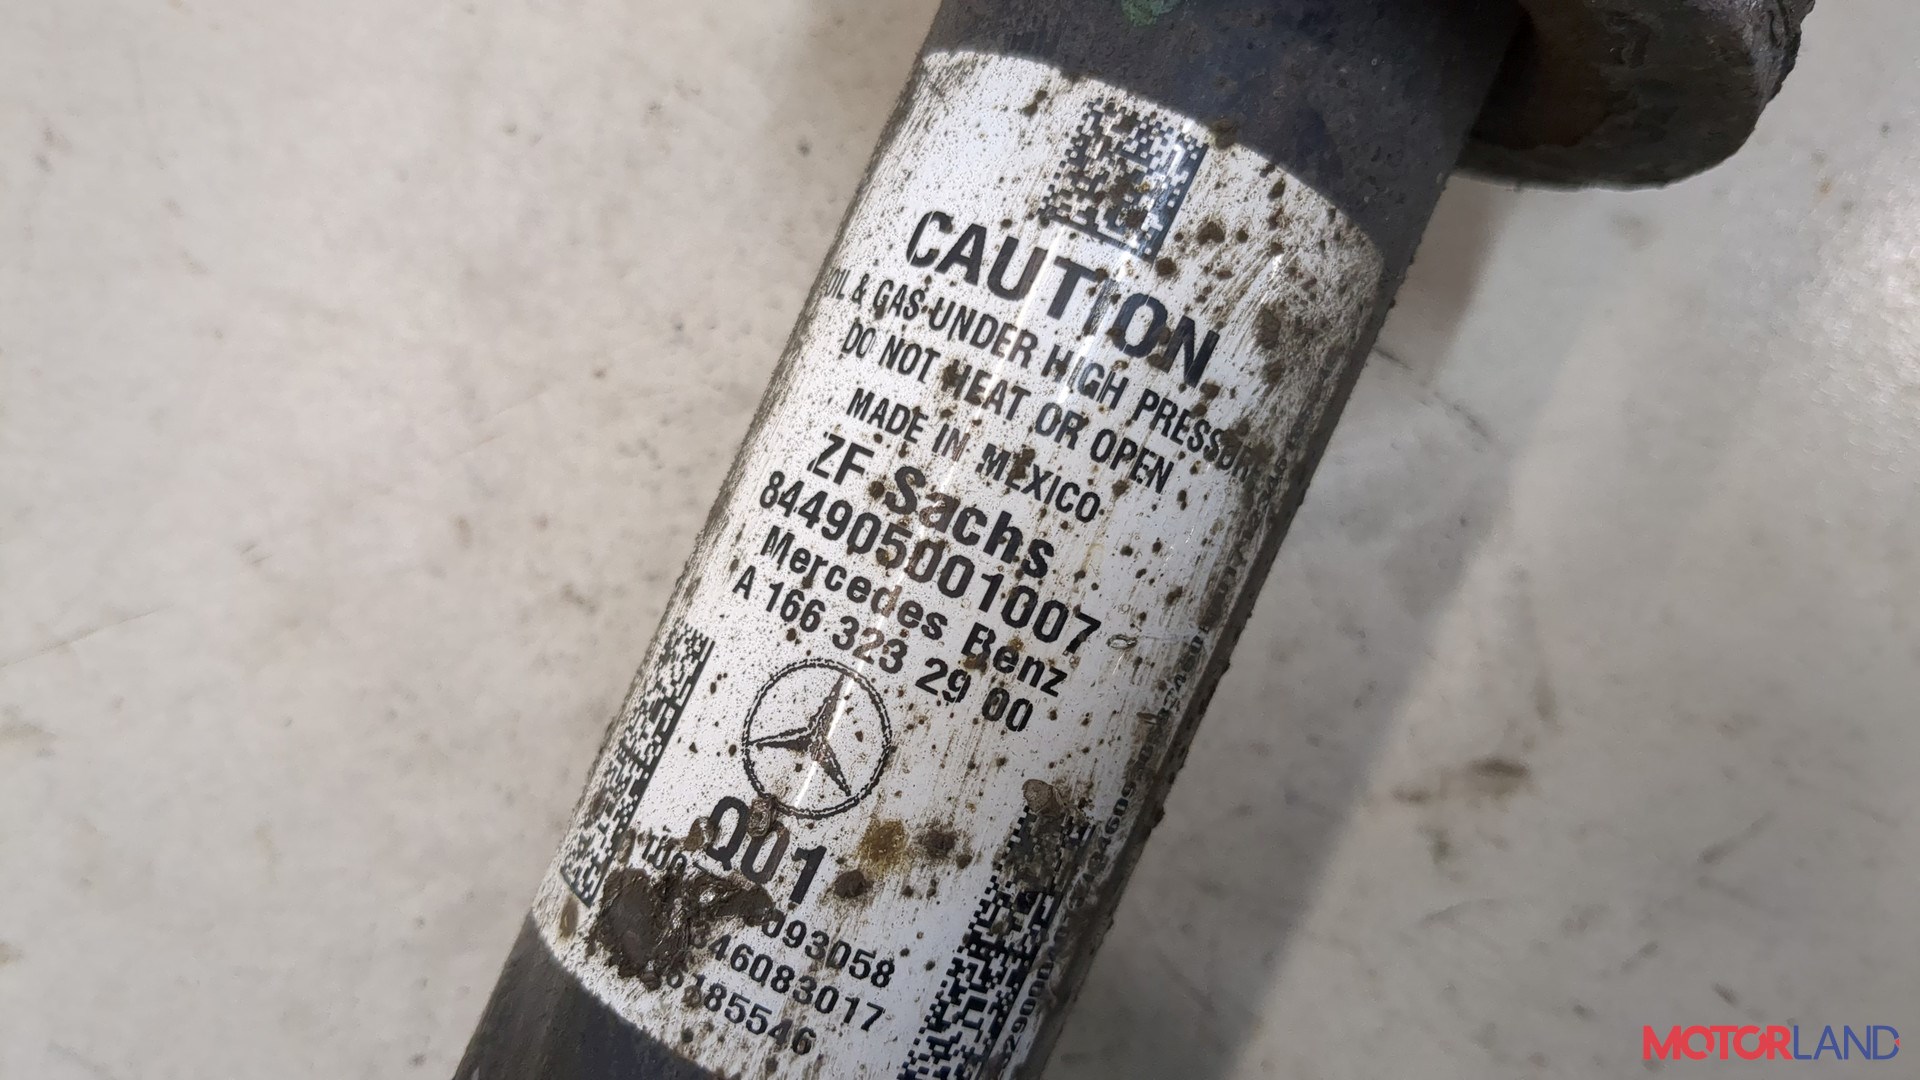 CAUTION
OIL & GAS UNDER HIGH PRESSURE
DO NOT HEAT OR OPEN
MADE IN MEXICO
ZF Sachs
844905001007
Mercedes Benz
A 166 323 29 00
Q01
093058
46083017
6185546
MOTORLAND